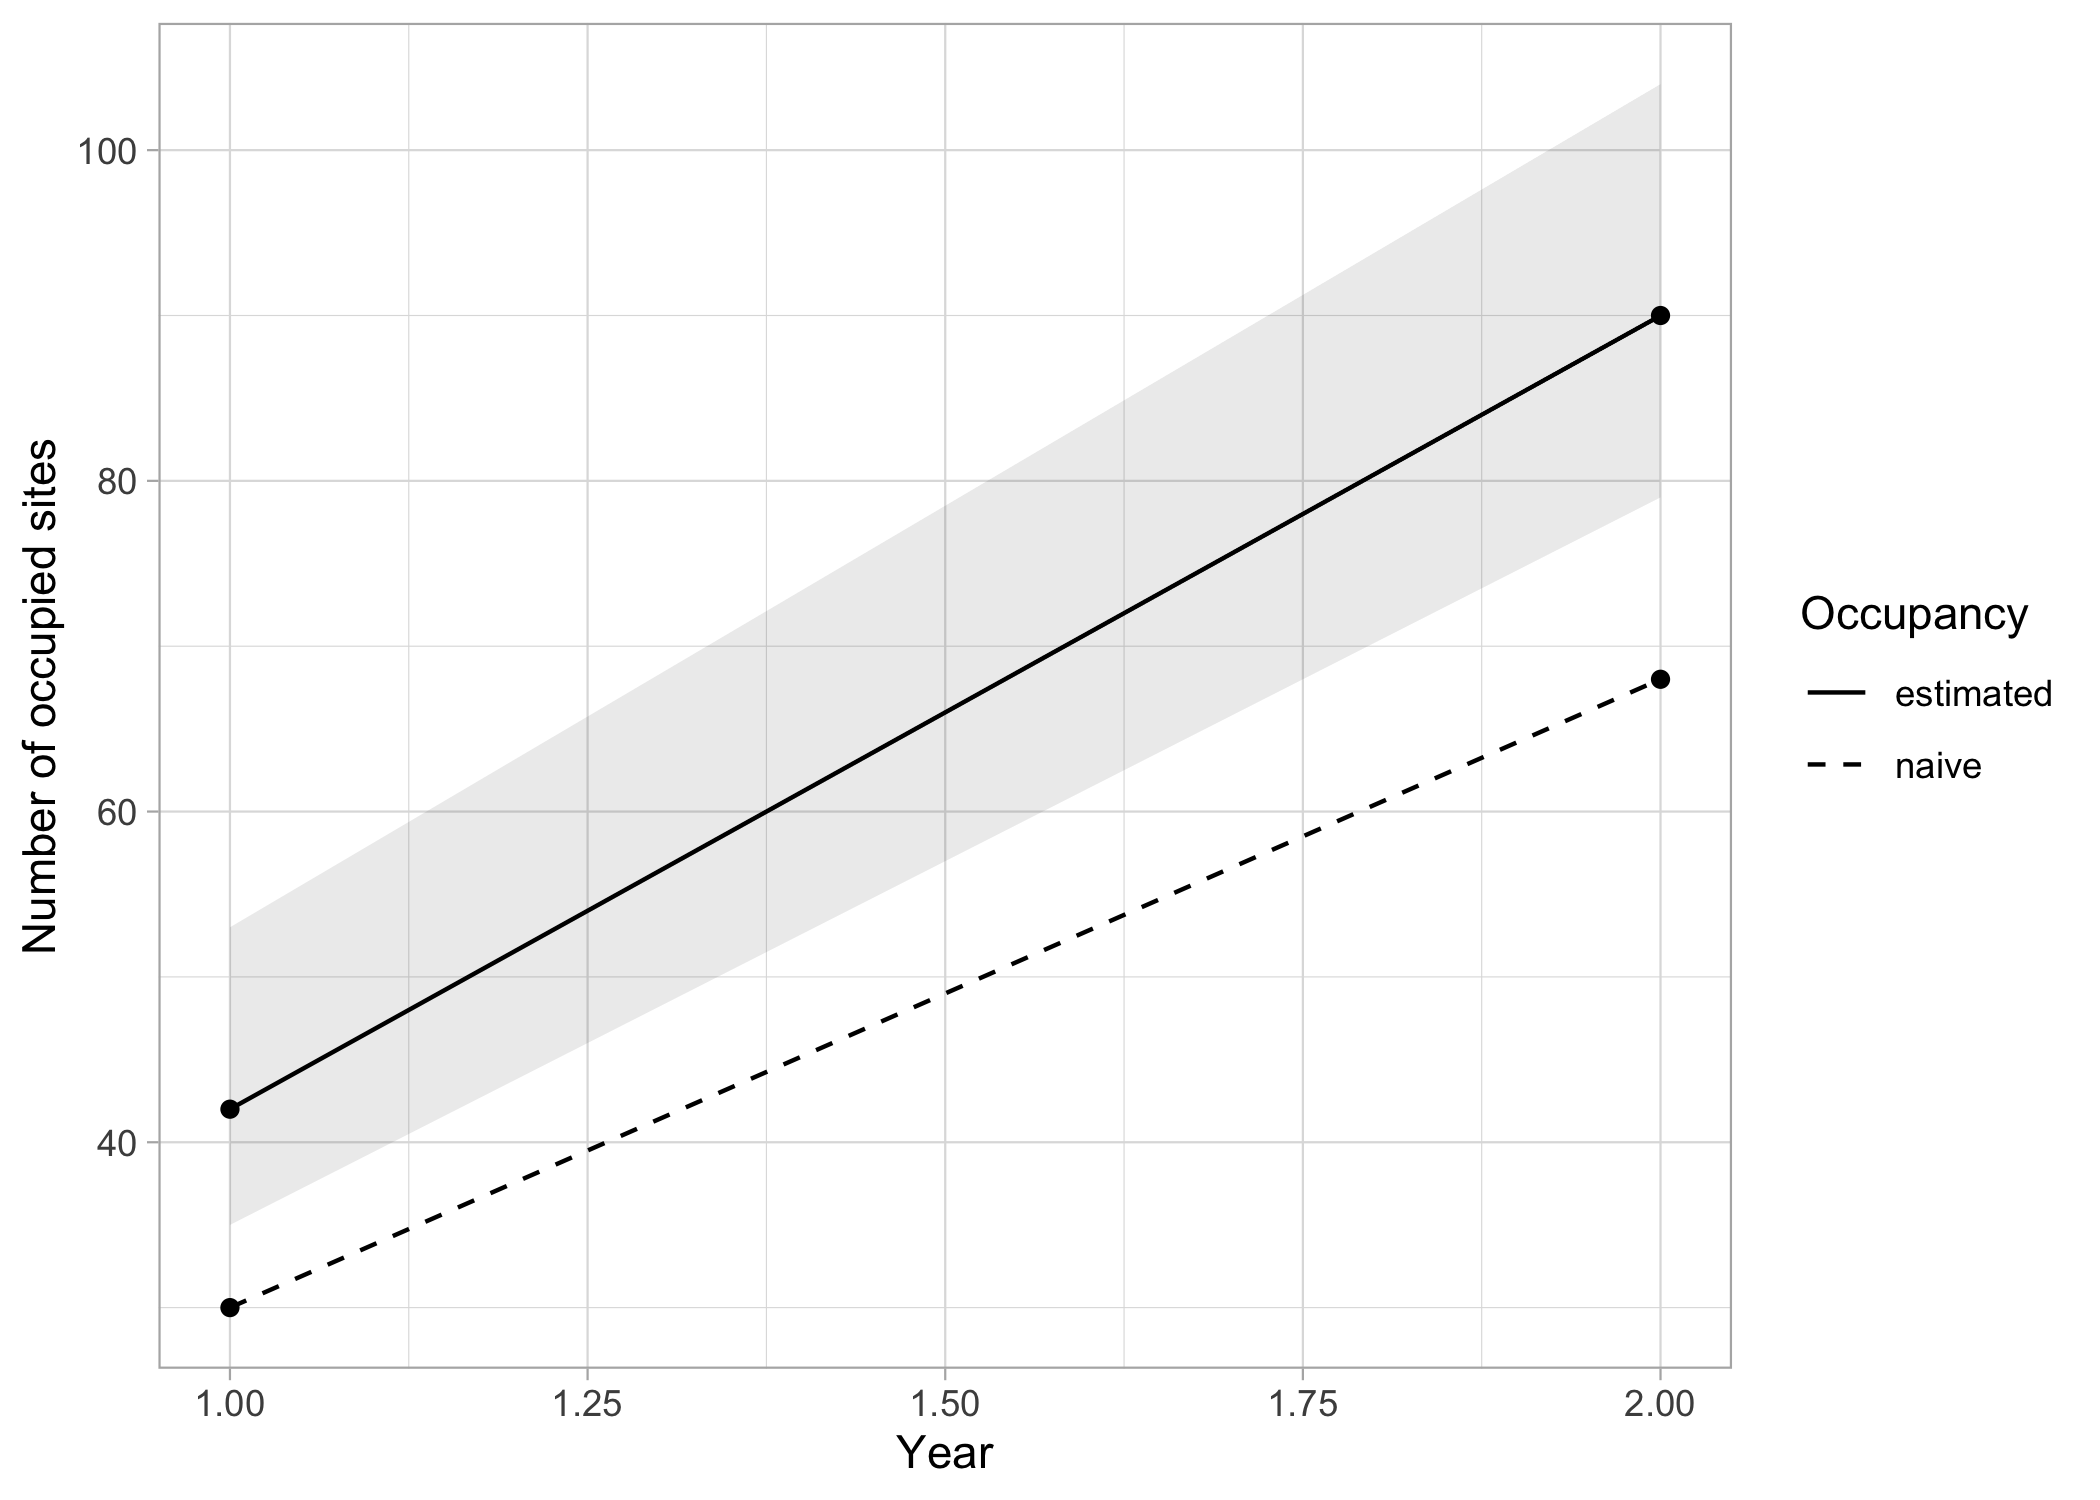 100
80
60
40
Number of occupied sites
1.00 1.25 1.50 1.75 2.00
Year
Occupancy
estimated
naive